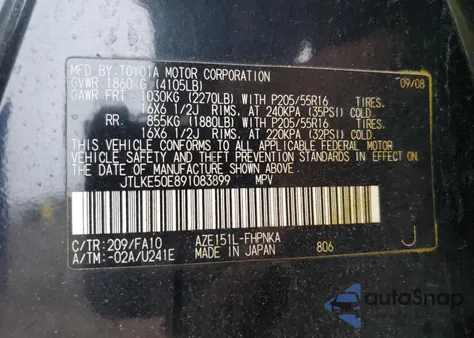 MFD. BY: TOYOTA MOTOR CORPORATION 09/08
GVWR: 1860KG (4105LB)
GAWR: FRT 1030KG (2270LB) WITH P205/55R16 TIRES.
16X6 1/2J RIMS. AT 240KPA (35PSI) COLD
RR. 855KG (1880LB) WITH P205/55R16 TIRES.
16X6 1/2J RIMS. AT 220KPA (32PSI) COLD
THIS VEHICLE CONFORMS TO ALL APPLICABLE FEDERAL MOTOR
VEHICLE SAFETY, BUMPER, AND THEFT PREVENTION STANDARDS IN EFFECT ON THE
DATE OF MANUFACTURE SHOWN ABOVE.
JTLKE50E891083899 MPV
C/TR: 209/FA10 AZE151L-FHPNKA
A/TM: -02A/U241E MADE IN JAPAN 806 J
autoSnap